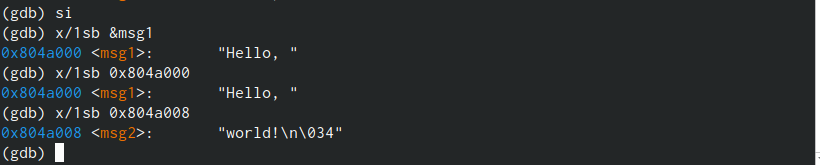 (gdb) si
(gdb) x/1sb &msg1
0x804a000 <msg1>:        "Hello, "
(gdb) x/1sb 0x804a000
0x804a000 <msg1>:        "Hello, "
(gdb) x/1sb 0x804a008
0x804a008 <msg2>:        "world!\n\034"
(gdb)